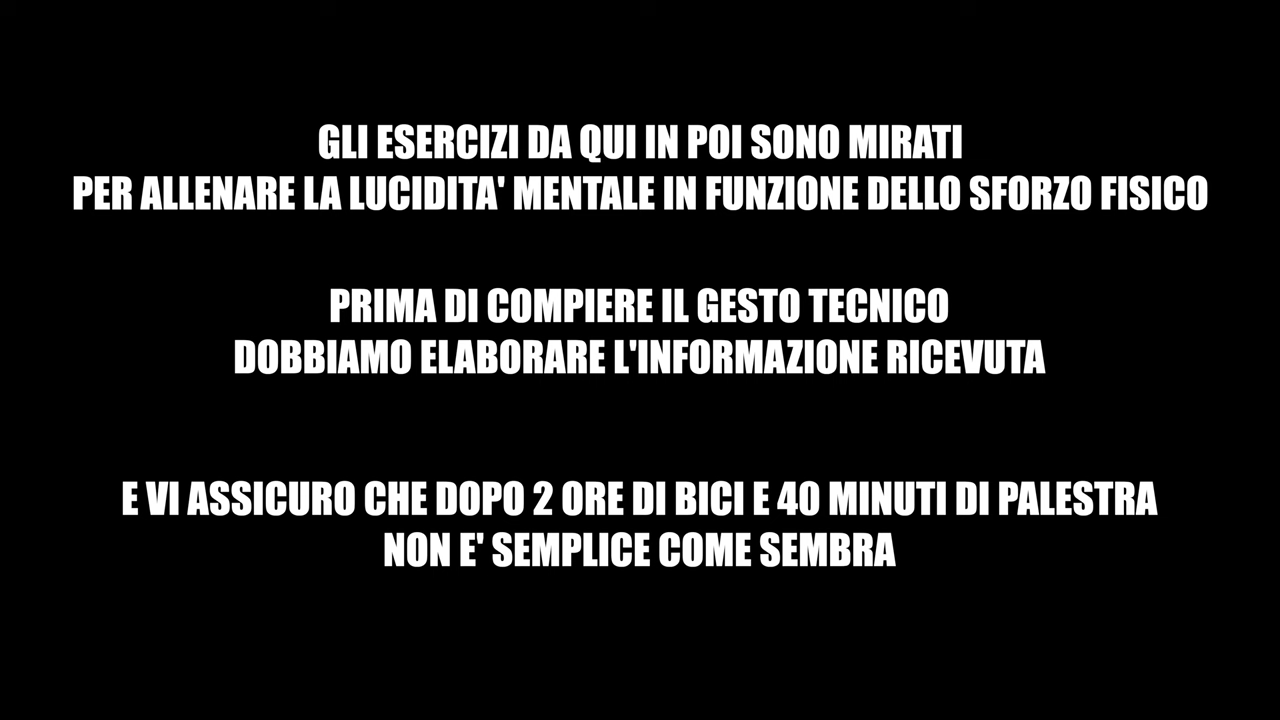 GLI ESERCIZI DA QUI IN POI SONO MIRATI
PER ALLENARE LA LUCIDITA' MENTALE IN FUNZIONE DELLO SFORZO FISICO
PRIMA DI COMPIERE IL GESTO TECNICO
DOBBIAMO ELABORARE L'INFORMAZIONE RICEVUTA
E VI ASSICURO CHE DOPO 2 ORE DI BICI E 40 MINUTI DI PALESTRA
NON E' SEMPLICE COME SEMBRA